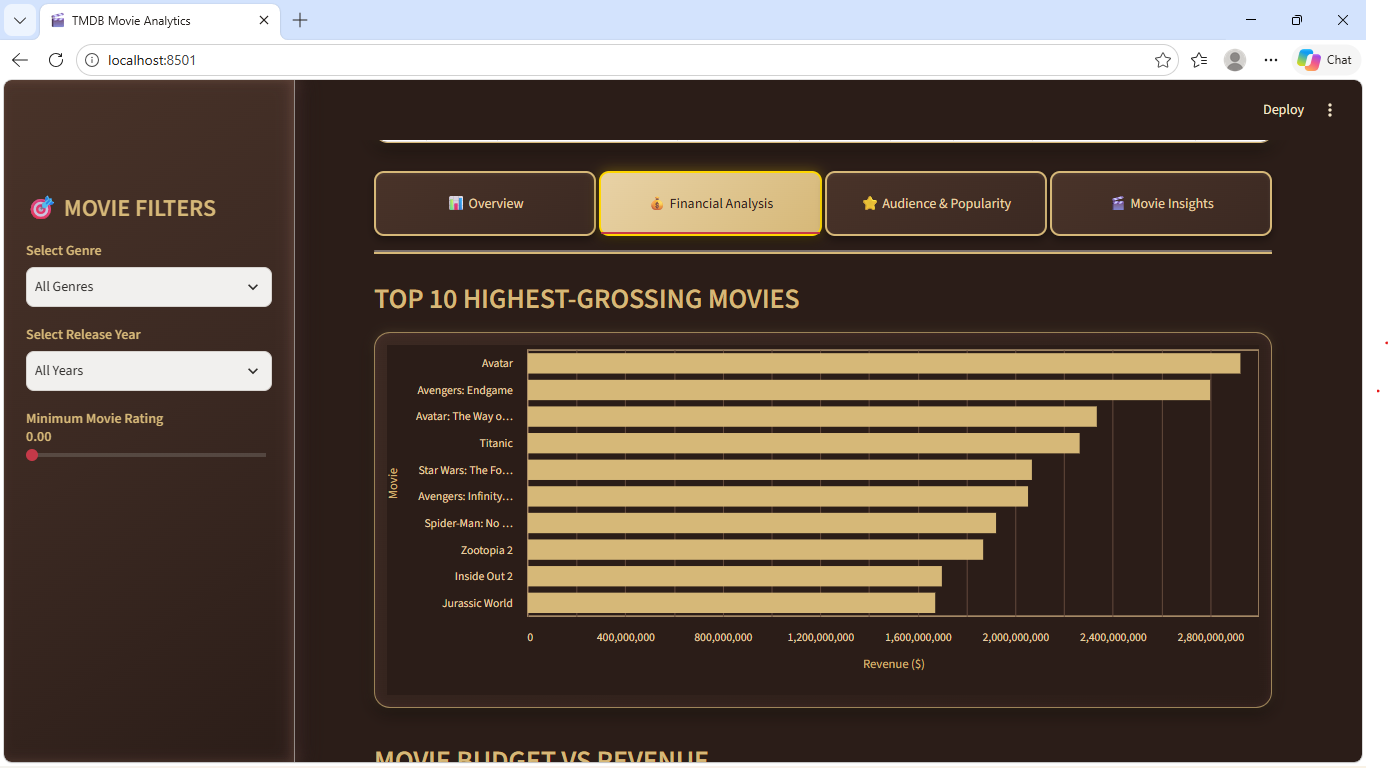 TMDB Movie Analytics
localhost:8501
Chat
Deploy
MOVIE FILTERS
Select Genre
All Genres
Select Release Year
All Years
Minimum Movie Rating
0.00
Overview
Financial Analysis
Audience & Popularity
Movie Insights
TOP 10 HIGHEST-GROSSING MOVIES
Movie
Avatar
Avengers: Endgame
Avatar: The Way o…
Titanic
Star Wars: The Fo…
Avengers: Infinity…
Spider-Man: No …
Zootopia 2
Inside Out 2
Jurassic World
0 400,000,000 800,000,000 1,200,000,000 1,600,000,000 2,000,000,000 2,400,000,000 2,800,000,000
Revenue ($)
MOVIE BUDGET VS REVENUE